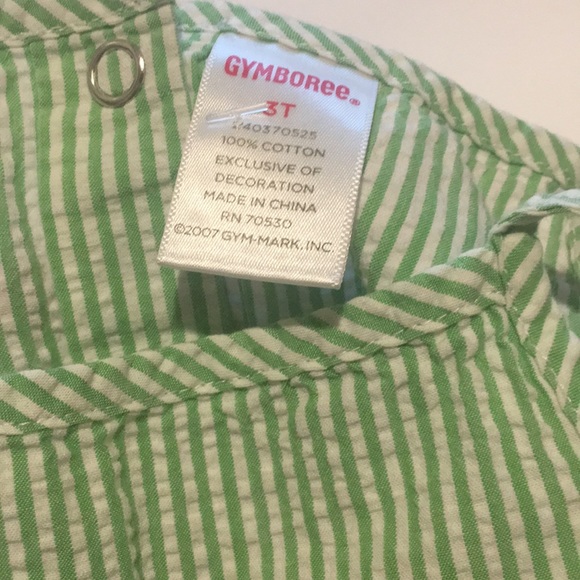 GYMBORee®
3T
140370525
100% COTTON
EXCLUSIVE OF
DECORATION
MADE IN CHINA
RN 70530
©2007 GYM-MARK, INC.